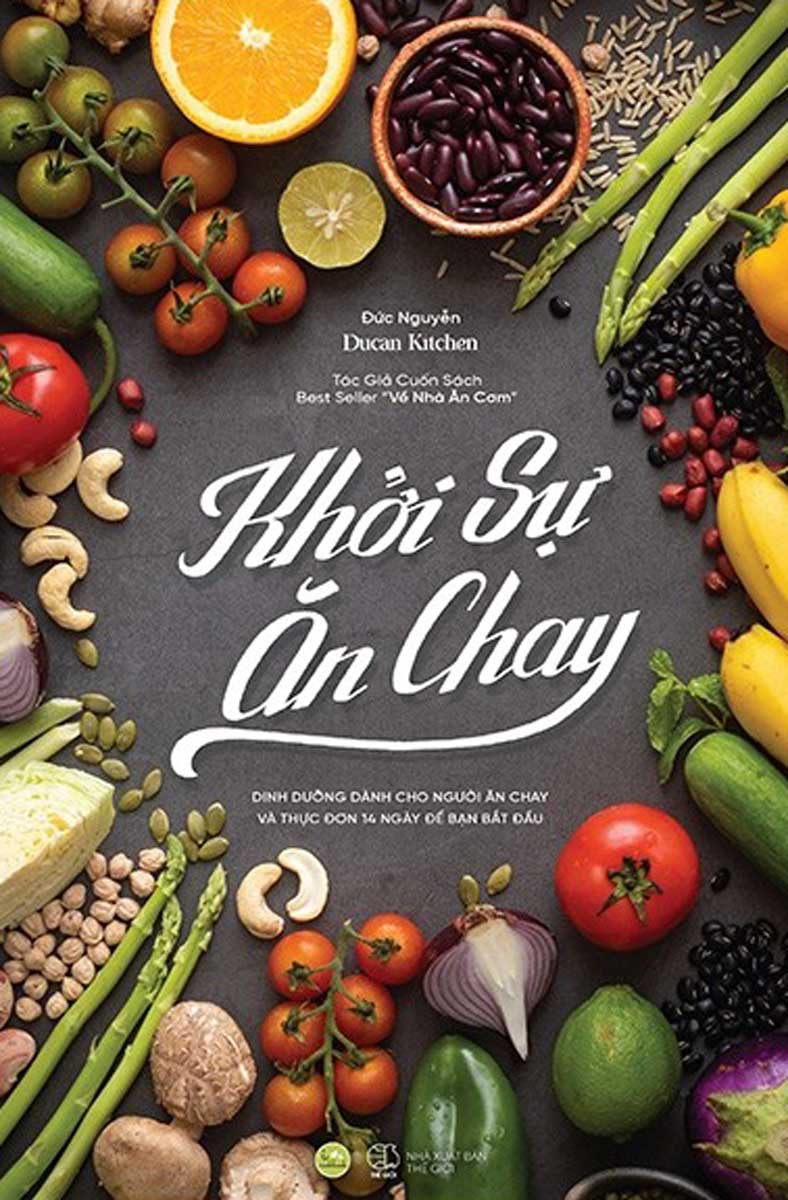 Đức Nguyễn
Ducan Kitchen
Tác Giả Cuốn Sách
Best Seller "Về Nhà Ăn Cơm"
Khởi Sự
Ăn Chay
DINH DƯỠNG DÀNH CHO NGƯỜI ĂN CHAY
VÀ THỰC ĐƠN 14 NGÀY ĐỂ BẠN BẮT ĐẦU
NHÀ XUẤT BẢN
THẾ GIỚI
THẾ GIỚI